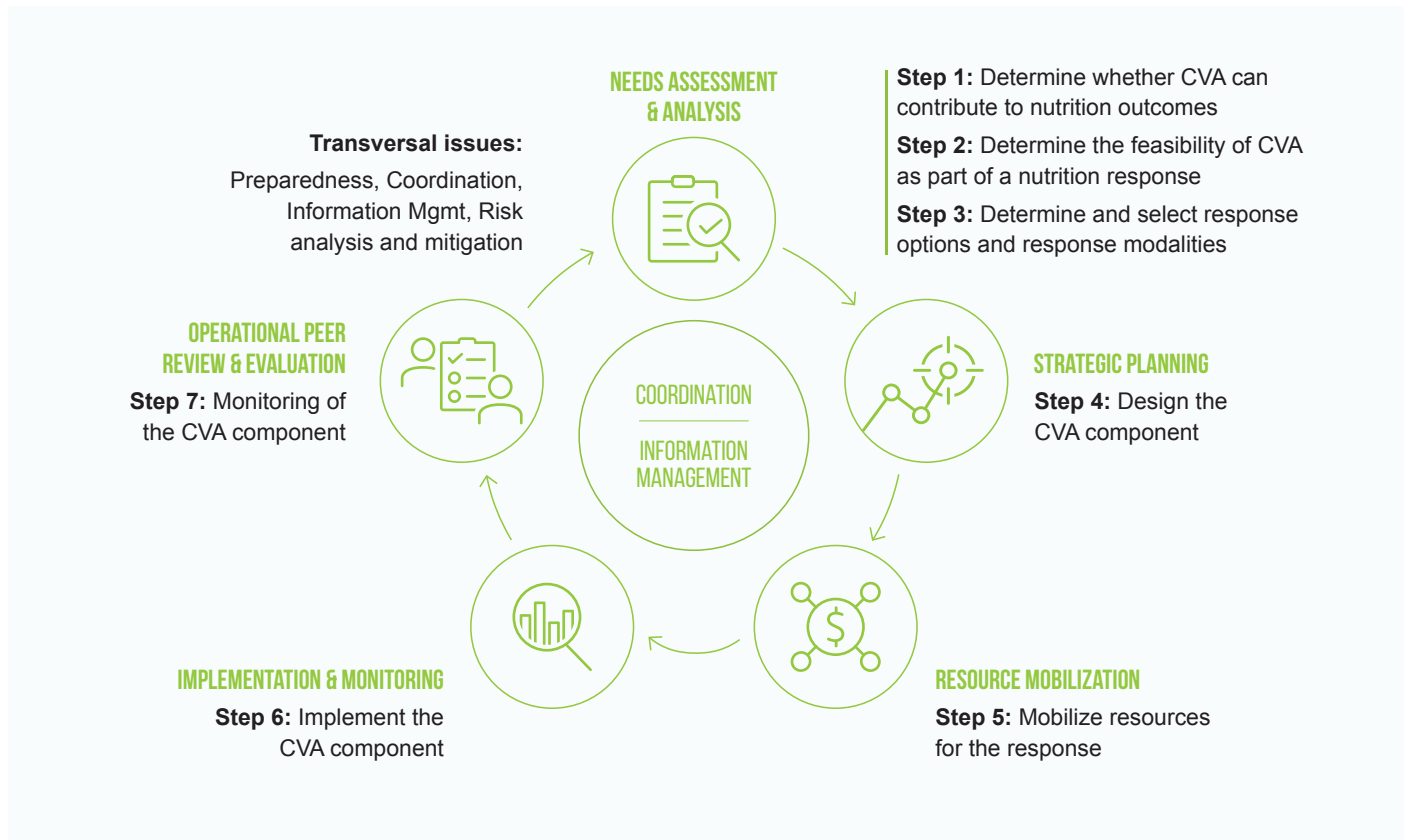 NEEDS ASSESSMENT
& ANALYSIS
Step 1: Determine whether CVA can
contribute to nutrition outcomes
Step 2: Determine the feasibility of CVA
as part of a nutrition response
Step 3: Determine and select response
options and response modalities
Transversal issues:
Preparedness, Coordination,
Information Mgmt, Risk
analysis and mitigation
OPERATIONAL PEER
REVIEW & EVALUATION
Step 7: Monitoring of
the CVA component
COORDINATION
INFORMATION
MANAGEMENT
STRATEGIC PLANNING
Step 4: Design the
CVA component
$
IMPLEMENTATION & MONITORING
Step 6: Implement the
CVA component
RESOURCE MOBILIZATION
Step 5: Mobilize resources
for the response